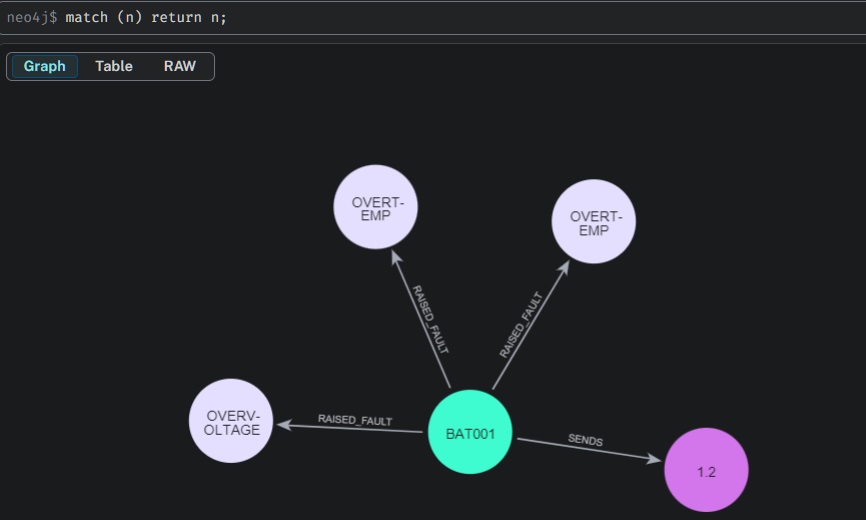 neo4j$ match (n) return n;
Graph Table RAW
OVERT-
EMP
OVERT-
EMP
RAISED_FAULT
RAISED_FAULT
OVERV-
OLTAGE
RAISED_FAULT
BAT001
SENDS
1.2